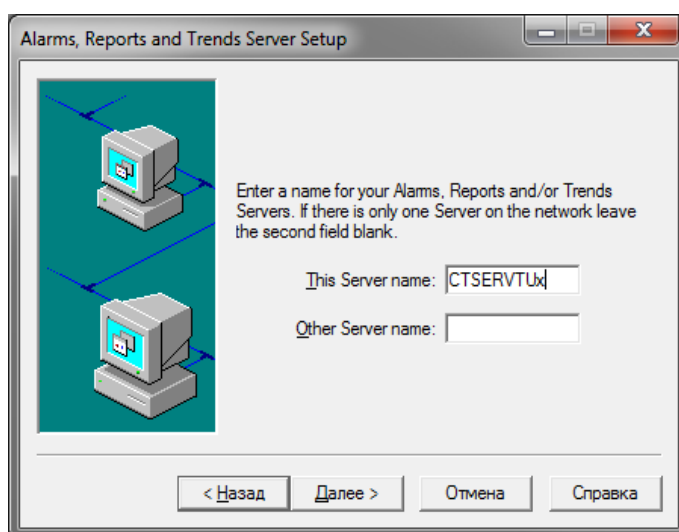 Alarms, Reports and Trends Server Setup
Enter a name for your Alarms, Reports and/or Trends
Servers. If there is only one Server on the network leave
the second field blank.
This Server name: CTSERVTUx
Other Server name:
< Назад Далее > Отмена Справка